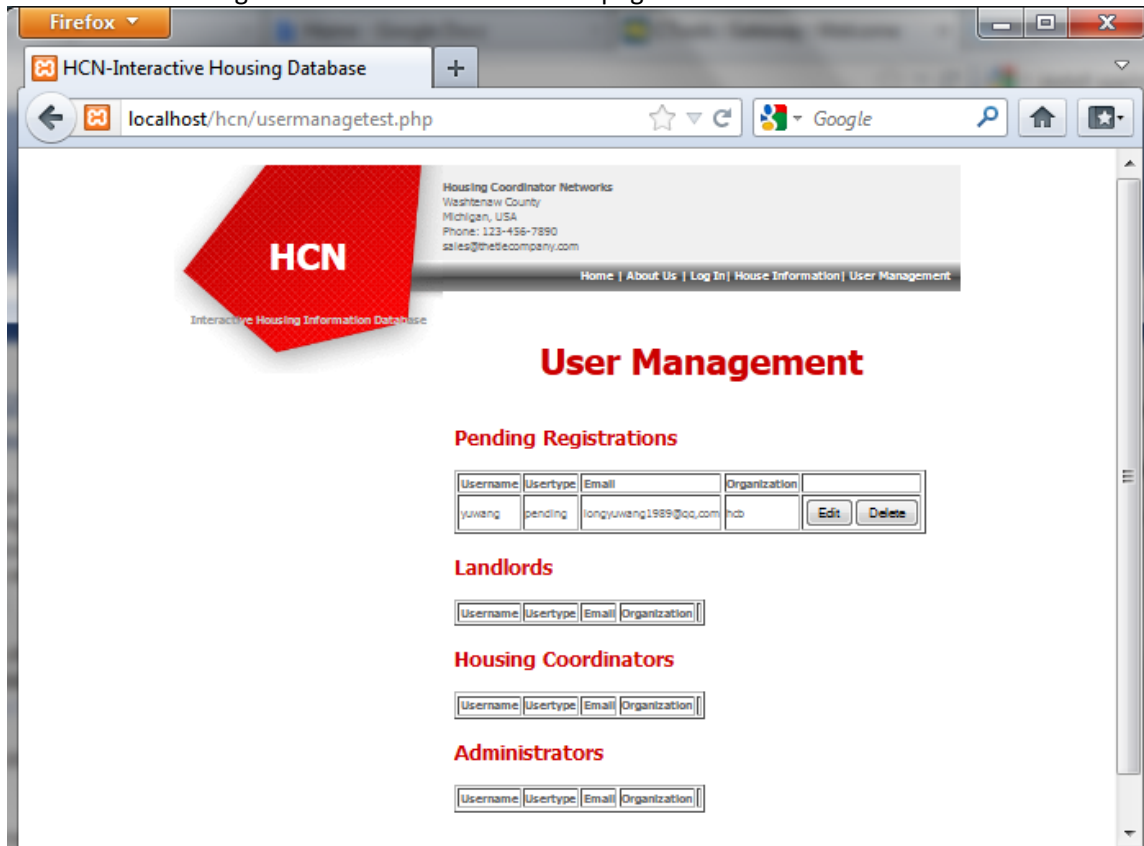 Firefox
HCN-Interactive Housing Database
localhost/hcn/usermanagetest.php
Google
Housing Coordinator Networks
Washtenaw County
Michigan, USA
Phone: 123-456-7890
sales@thetiecompany.com
HCN
Home | About Us | Log In| House Information| User Management
Interactive Housing Information Database
User Management
Pending Registrations
Username Usertype Email Organization
yuwang pending longyuwang1989@qq,com hcb Edit Delete
Landlords
Username Usertype Email Organization
Housing Coordinators
Username Usertype Email Organization
Administrators
Username Usertype Email Organization